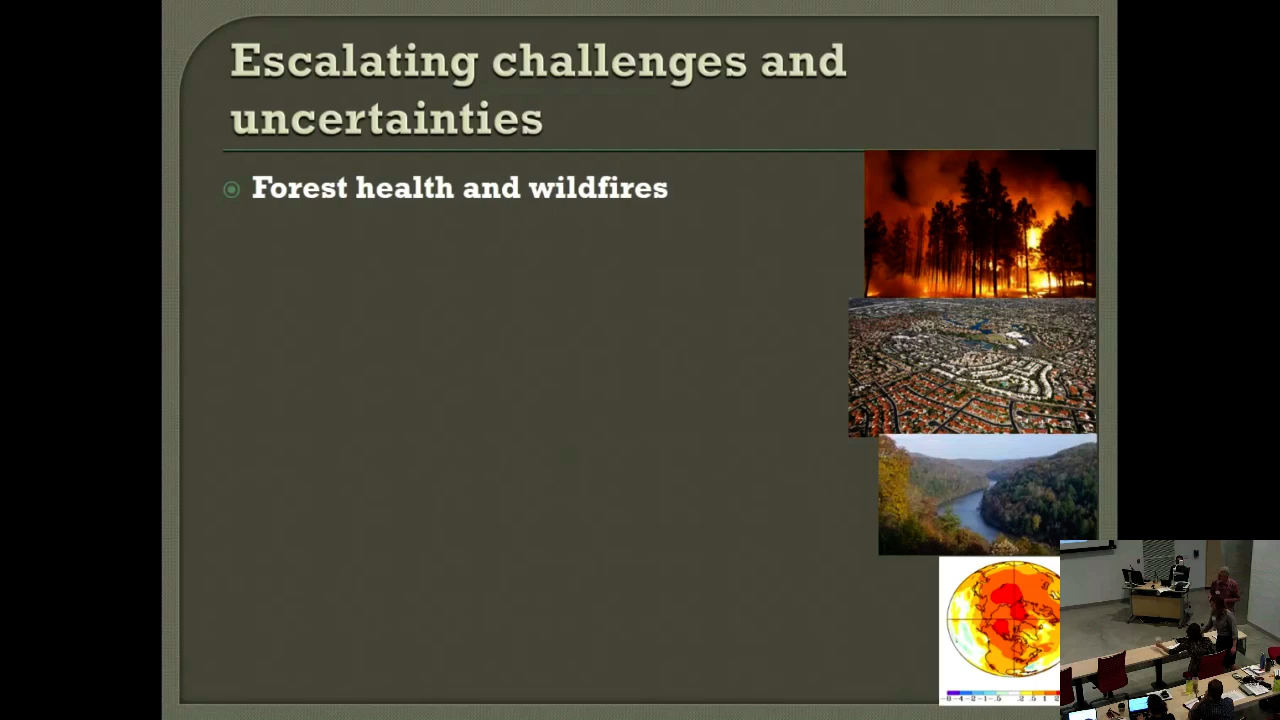 Escalating challenges and
uncertainties
Forest health and wildfires